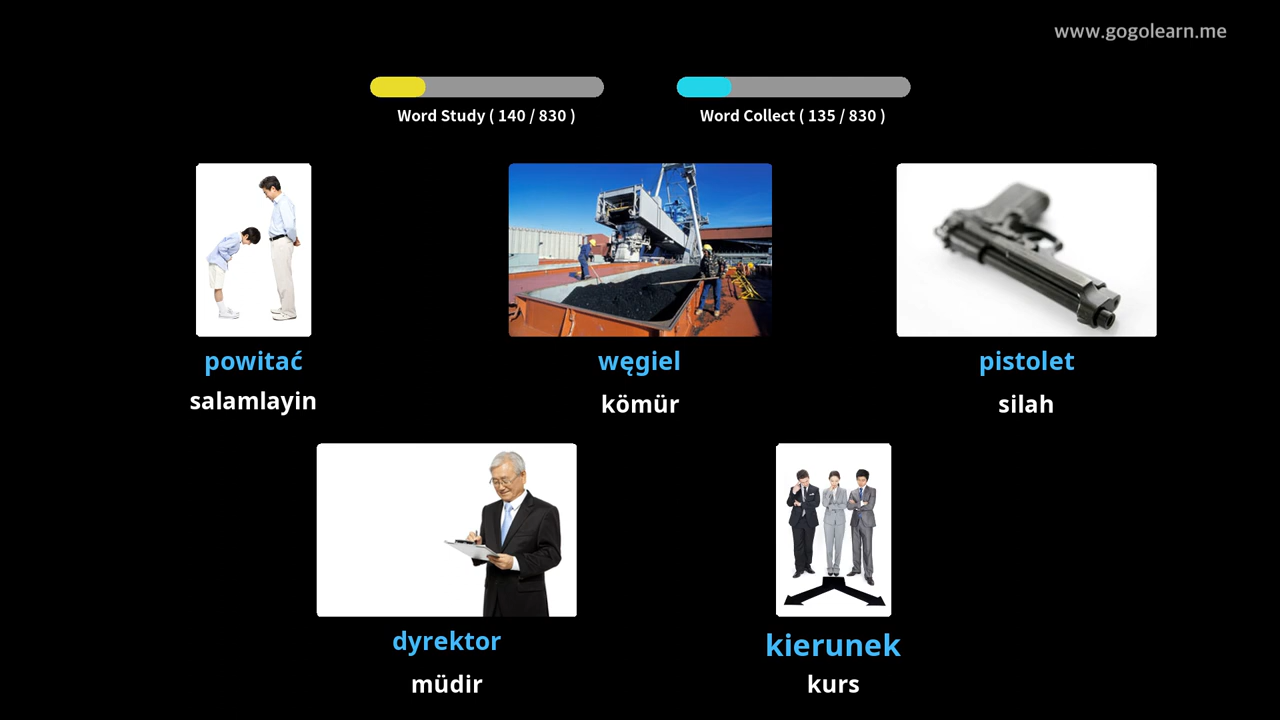 www.gogolearn.me
Word Study ( 140 / 830 )
Word Collect ( 135 / 830 )
powitać
węgiel
pistolet
salamlayin
kömür
silah
dyrektor
kierunek
müdir
kurs